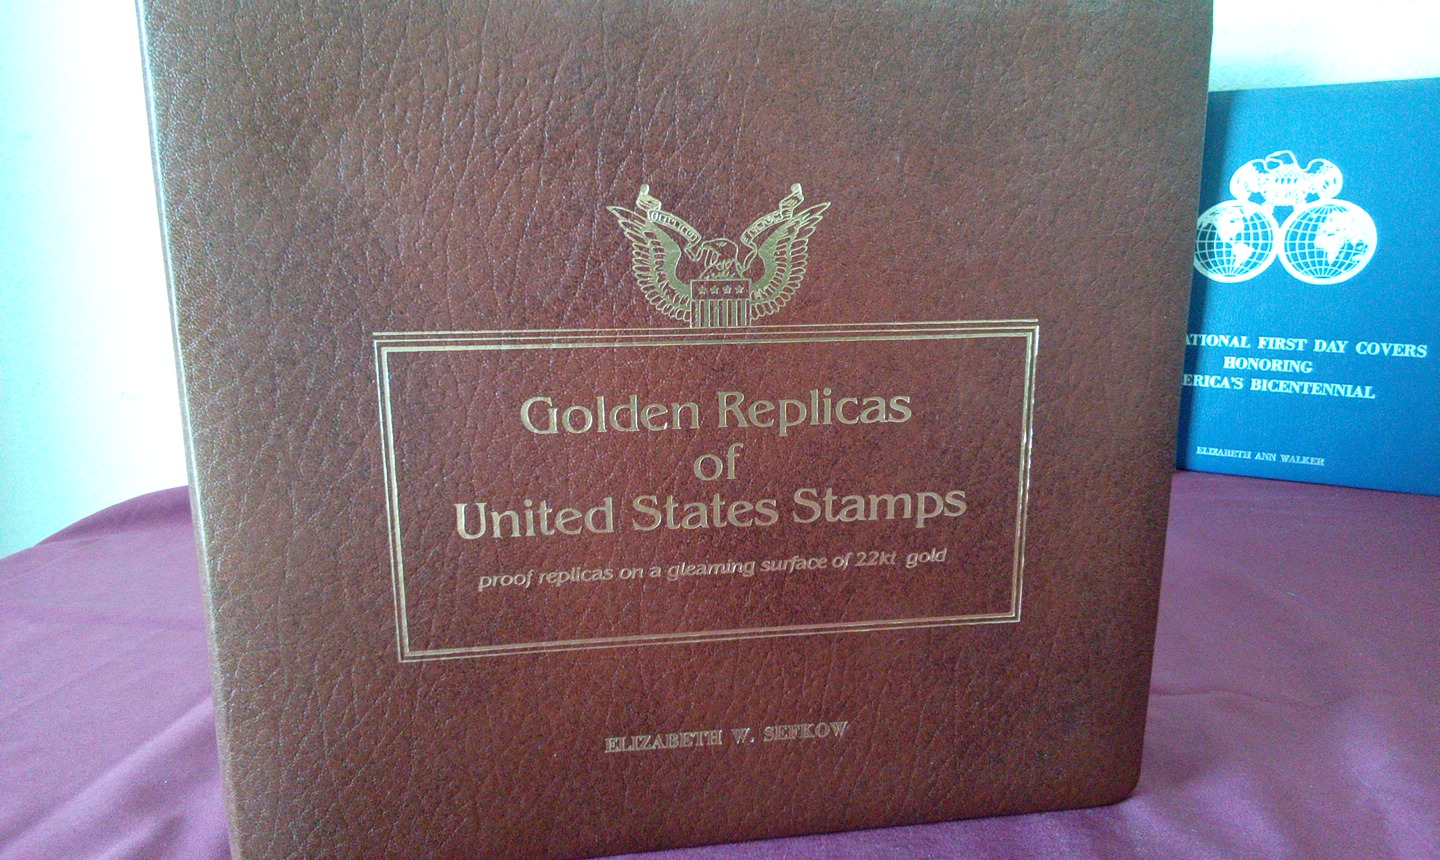 Golden Replicas
of
United States Stamps
proof replicas on a gleaming surface of 22kt gold
ELIZABETH W. SEFKOW
ATIONAL FIRST DAY COVERS
HONORING
ERICA'S BICENTENNIAL
ELIZABETH ANN WALKER